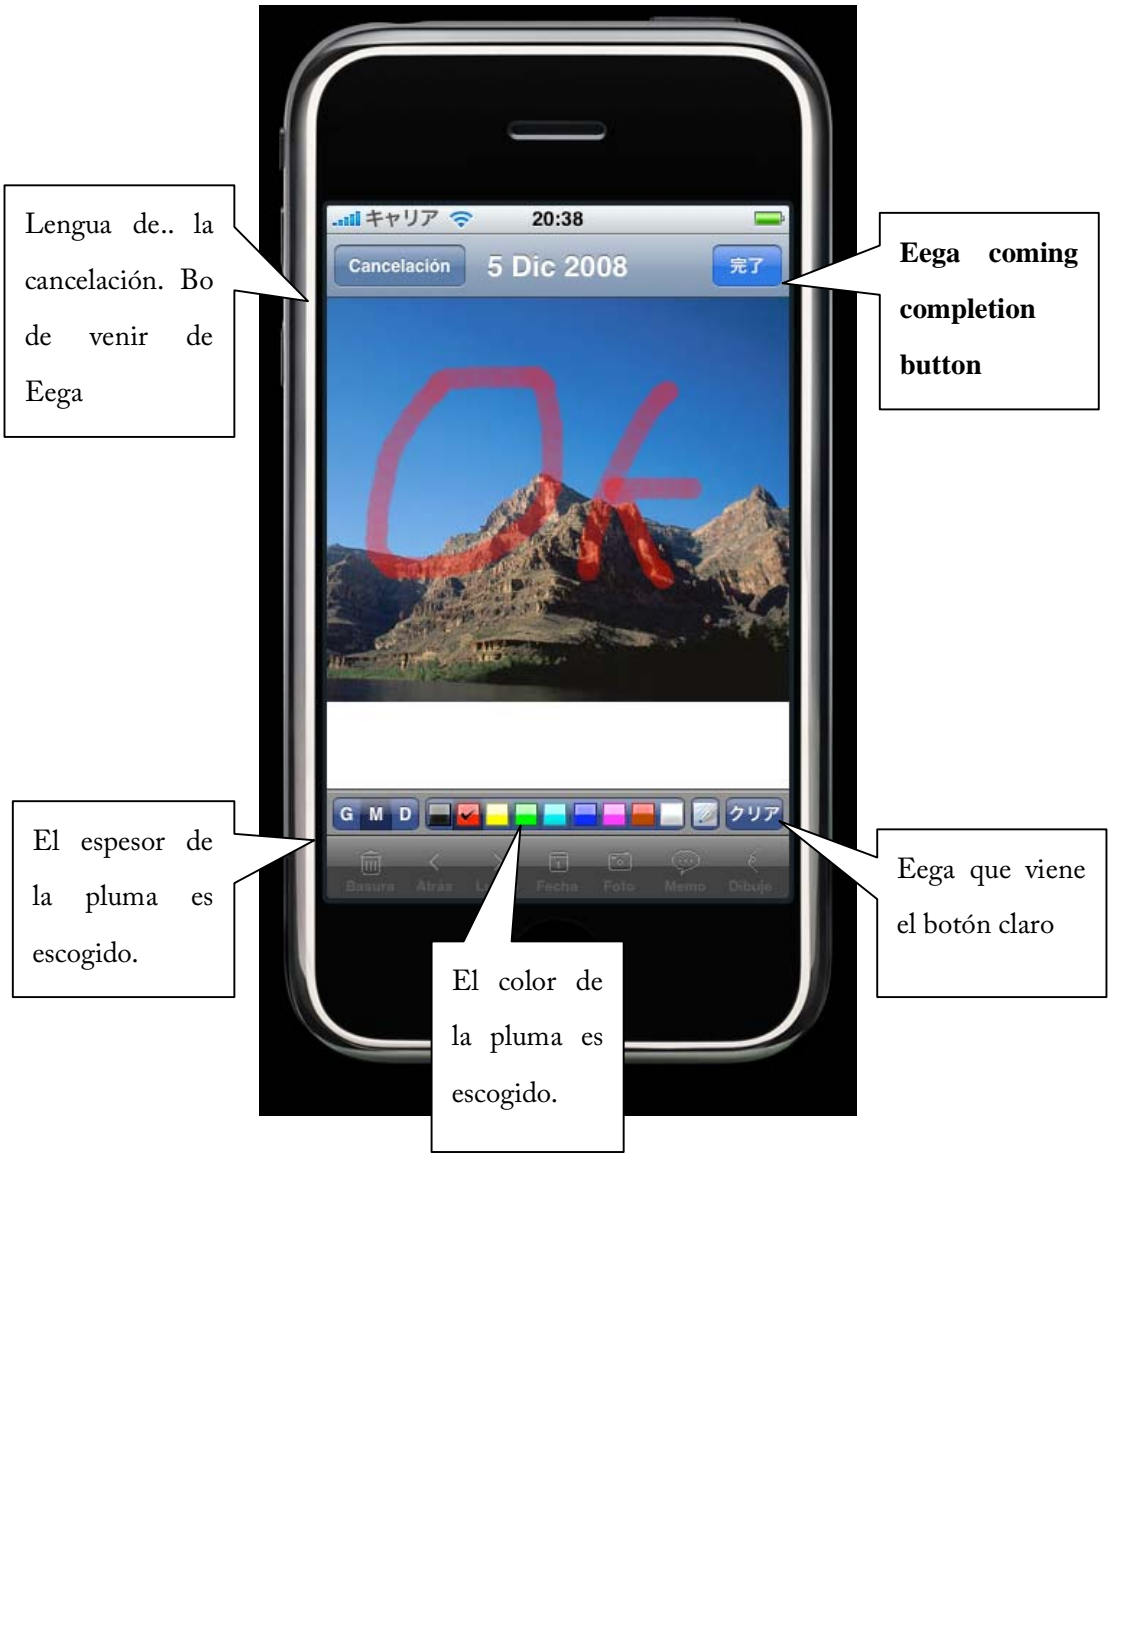 キャリア 20:38
Cancelación 5 Dic 2008 完了
Lengua de.. la
cancelación. Bo
de venir de
Eega
Eega coming
completion
button
OK
G M D クリア
Basura Atrás Fecha Foto Memo Dibujo
El espesor de
la pluma es
escogido.
Eega que viene
el botón claro
El color de
la pluma es
escogido.